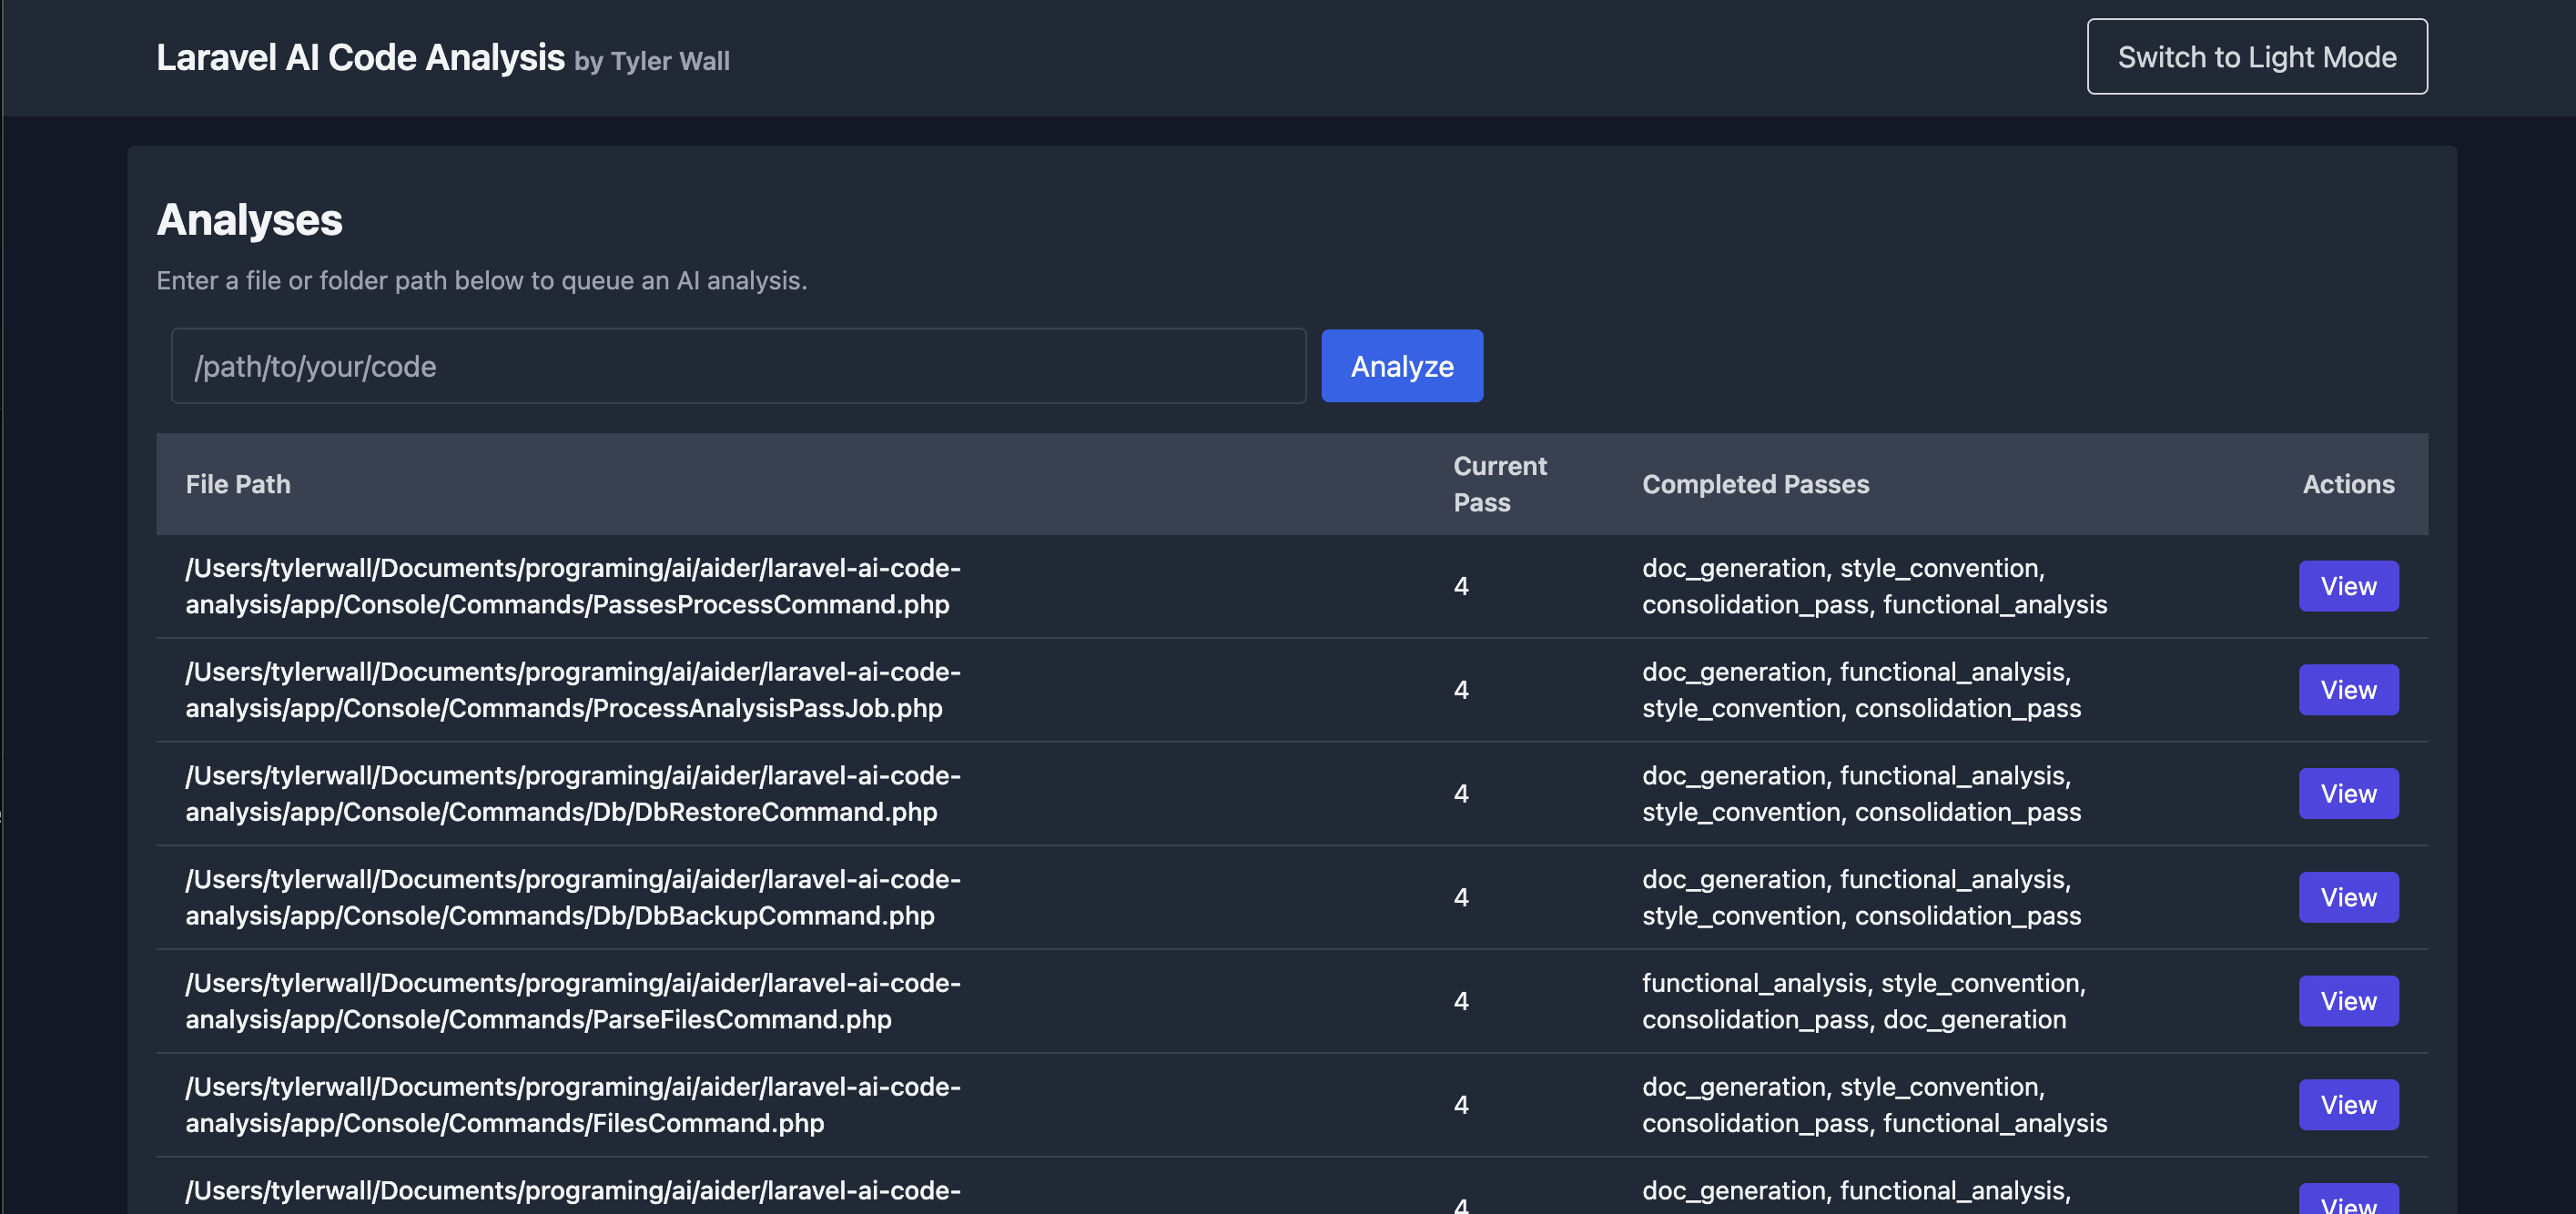 Laravel AI Code Analysis by Tyler Wall
Switch to Light Mode
Analyses
Enter a file or folder path below to queue an AI analysis.
/path/to/your/code
Analyze
File Path
Current
Pass
Completed Passes
Actions
/Users/tylerwall/Documents/programing/ai/aider/laravel-ai-code-
analysis/app/Console/Commands/PassesProcessCommand.php
4
doc_generation, style_convention,
consolidation_pass, functional_analysis
View
/Users/tylerwall/Documents/programing/ai/aider/laravel-ai-code-
analysis/app/Console/Commands/ProcessAnalysisPassJob.php
4
doc_generation, functional_analysis,
style_convention, consolidation_pass
View
/Users/tylerwall/Documents/programing/ai/aider/laravel-ai-code-
analysis/app/Console/Commands/Db/DbRestoreCommand.php
4
doc_generation, functional_analysis,
style_convention, consolidation_pass
View
/Users/tylerwall/Documents/programing/ai/aider/laravel-ai-code-
analysis/app/Console/Commands/Db/DbBackupCommand.php
4
doc_generation, functional_analysis,
style_convention, consolidation_pass
View
/Users/tylerwall/Documents/programing/ai/aider/laravel-ai-code-
analysis/app/Console/Commands/ParseFilesCommand.php
4
functional_analysis, style_convention,
consolidation_pass, doc_generation
View
/Users/tylerwall/Documents/programing/ai/aider/laravel-ai-code-
analysis/app/Console/Commands/FilesCommand.php
4
doc_generation, style_convention,
consolidation_pass, functional_analysis
View
/Users/tylerwall/Documents/programing/ai/aider/laravel-ai-code-
4
doc_generation, functional_analysis,
View